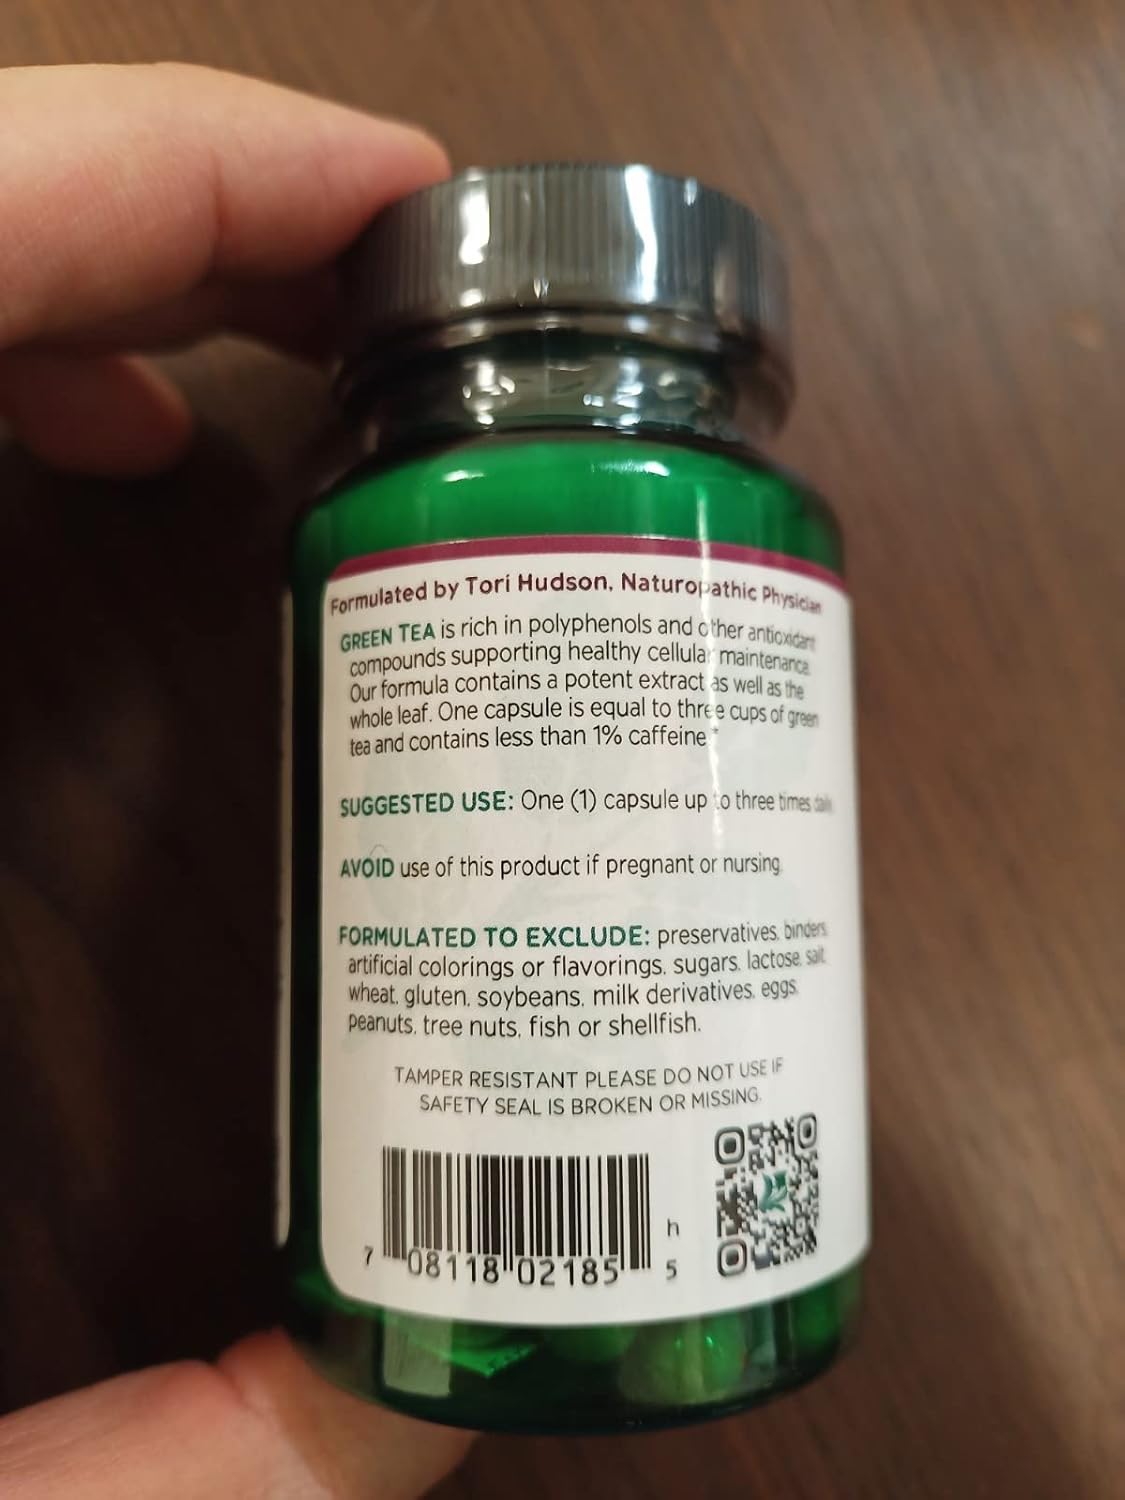 Formulated by Tori Hudson, Naturopathic Physician
GREEN TEA is rich in polyphenols and other antioxidant
compounds supporting healthy cellular maintenance.
Our formula contains a potent extract as well as the
whole leaf. One capsule is equal to three cups of green
tea and contains less than 1% caffeine.*
SUGGESTED USE: One (1) capsule up to three times daily.
AVOID use of this product if pregnant or nursing.
FORMULATED TO EXCLUDE: preservatives, binders,
artificial colorings or flavorings, sugars, lactose, salt,
wheat, gluten, soybeans, milk derivatives, eggs,
peanuts, tree nuts, fish or shellfish.
TAMPER RESISTANT PLEASE DO NOT USE IF
SAFETY SEAL IS BROKEN OR MISSING.
h
7 08118 02185 5